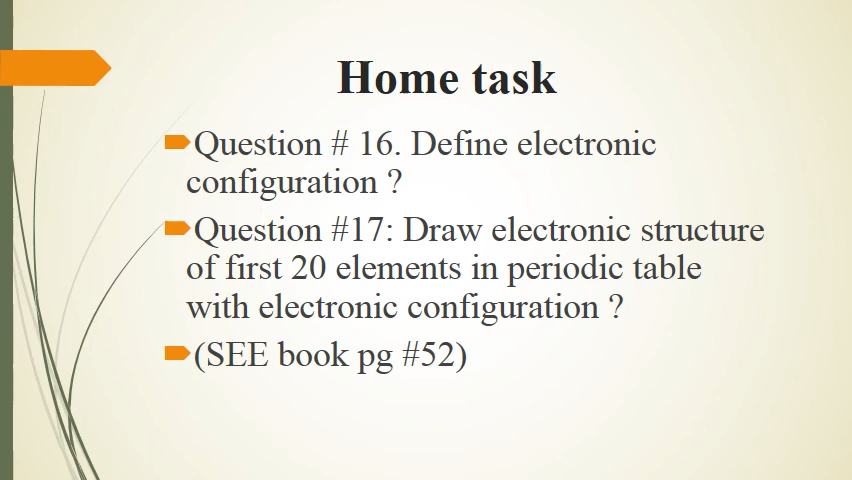 Home task
Question # 16. Define electronic
configuration ?
Question #17: Draw electronic structure
of first 20 elements in periodic table
with electronic configuration ?
(SEE book pg #52)